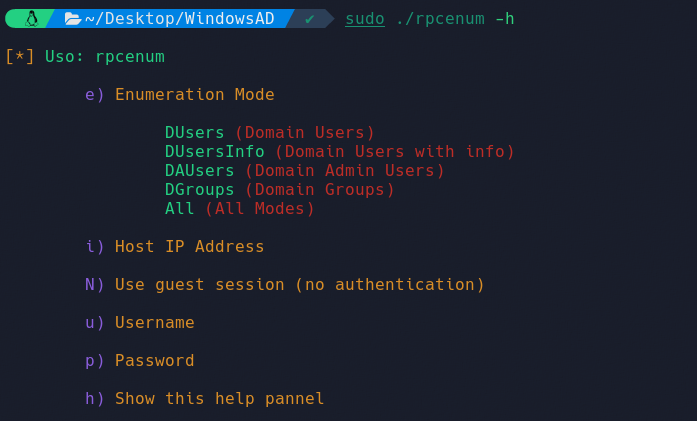 ~/Desktop/WindowsAD ✔ sudo ./rpcenum -h
[*] Uso: rpcenum
e) Enumeration Mode
DUsers (Domain Users)
DUsersInfo (Domain Users with info)
DAUsers (Domain Admin Users)
DGroups (Domain Groups)
All (All Modes)
i) Host IP Address
N) Use guest session (no authentication)
u) Username
p) Password
h) Show this help pannel